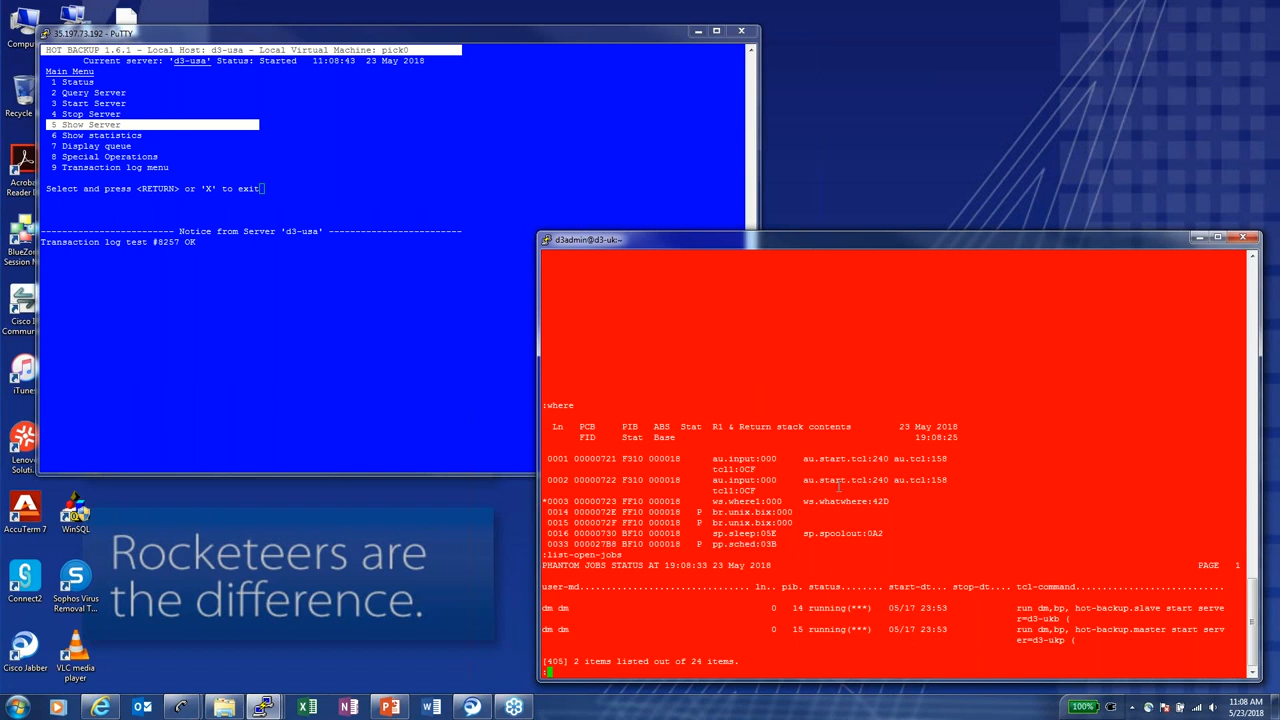 Compu
Recycle
Acrobat
Reader D
BlueZon
Session M
Cisco I
Commun
iTunes
Lenovo
Soluti
AccuTerm 7
WinSQL
Connect2
Sophos Virus
Removal T...
Cisco Jabber
VLC media
player
35.197.73.192 - PuTTY
HOT BACKUP 1.6.1 - Local Host: d3-usa - Local Virtual Machine: pick0
Current server: 'd3-usa' Status: Started 11:08:43 23 May 2018
Main Menu
1 Status
2 Query Server
3 Start Server
4 Stop Server
5 Show Server
6 Show statistics
7 Display queue
8 Special Operations
9 Transaction log menu
Select and press <RETURN> or 'X' to exit
------------------------- Notice from Server 'd3-usa' -------------------------
Transaction log test #8257 OK
d3admin@d3-uk:~
:where
Ln PCB PIB ABS Stat R1 & Return stack contents 23 May 2018
FID Stat Base 19:08:25
0001 00000721 F310 000018 au.input:000 au.start.tcl:240 au.tcl:158
tcl1:0CF
0002 00000722 F310 000018 au.input:000 au.start.tcl:240 au.tcl:158
tcl1:0CF
*0003 00000723 FF10 000018 ws.where1:000 ws.whatwhere:42D
0014 0000072E FF10 000018 P br.unix.bix:000
0015 0000072F FF10 000018 P br.unix.bix:000
0016 00000730 BF10 000018 sp.sleep:05E sp.spoolout:0A2
0033 000027B8 BF10 000018 P pp.sched:03B
:list-open-jobs
PHANTOM JOBS STATUS AT 19:08:33 23 May 2018 PAGE 1
user-md............................... ln.. pib. status........ start-dt... stop-dt.... tcl-command...........................
dm dm 0 14 running(***) 05/17 23:53 run dm,bp, hot-backup.slave start serve
r=d3-ukb (
dm dm 0 15 running(***) 05/17 23:53 run dm,bp, hot-backup.master start serv
er=d3-ukp (
[405] 2 items listed out of 24 items.
:
Rocketeers are
the difference.
100%
11:08 AM
5/23/2018